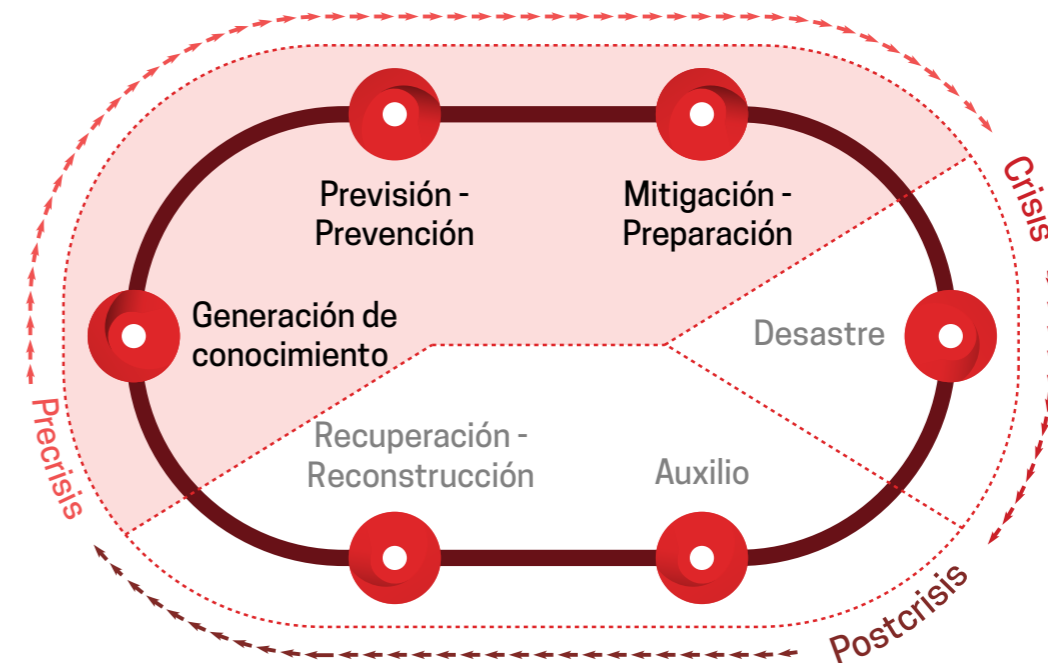 Previsión -
Prevención
Mitigación -
Preparación
Crisis
Generación de
conocimiento
Desastre
Precrisis
Recuperación -
Reconstrucción
Auxilio
Postcrisis